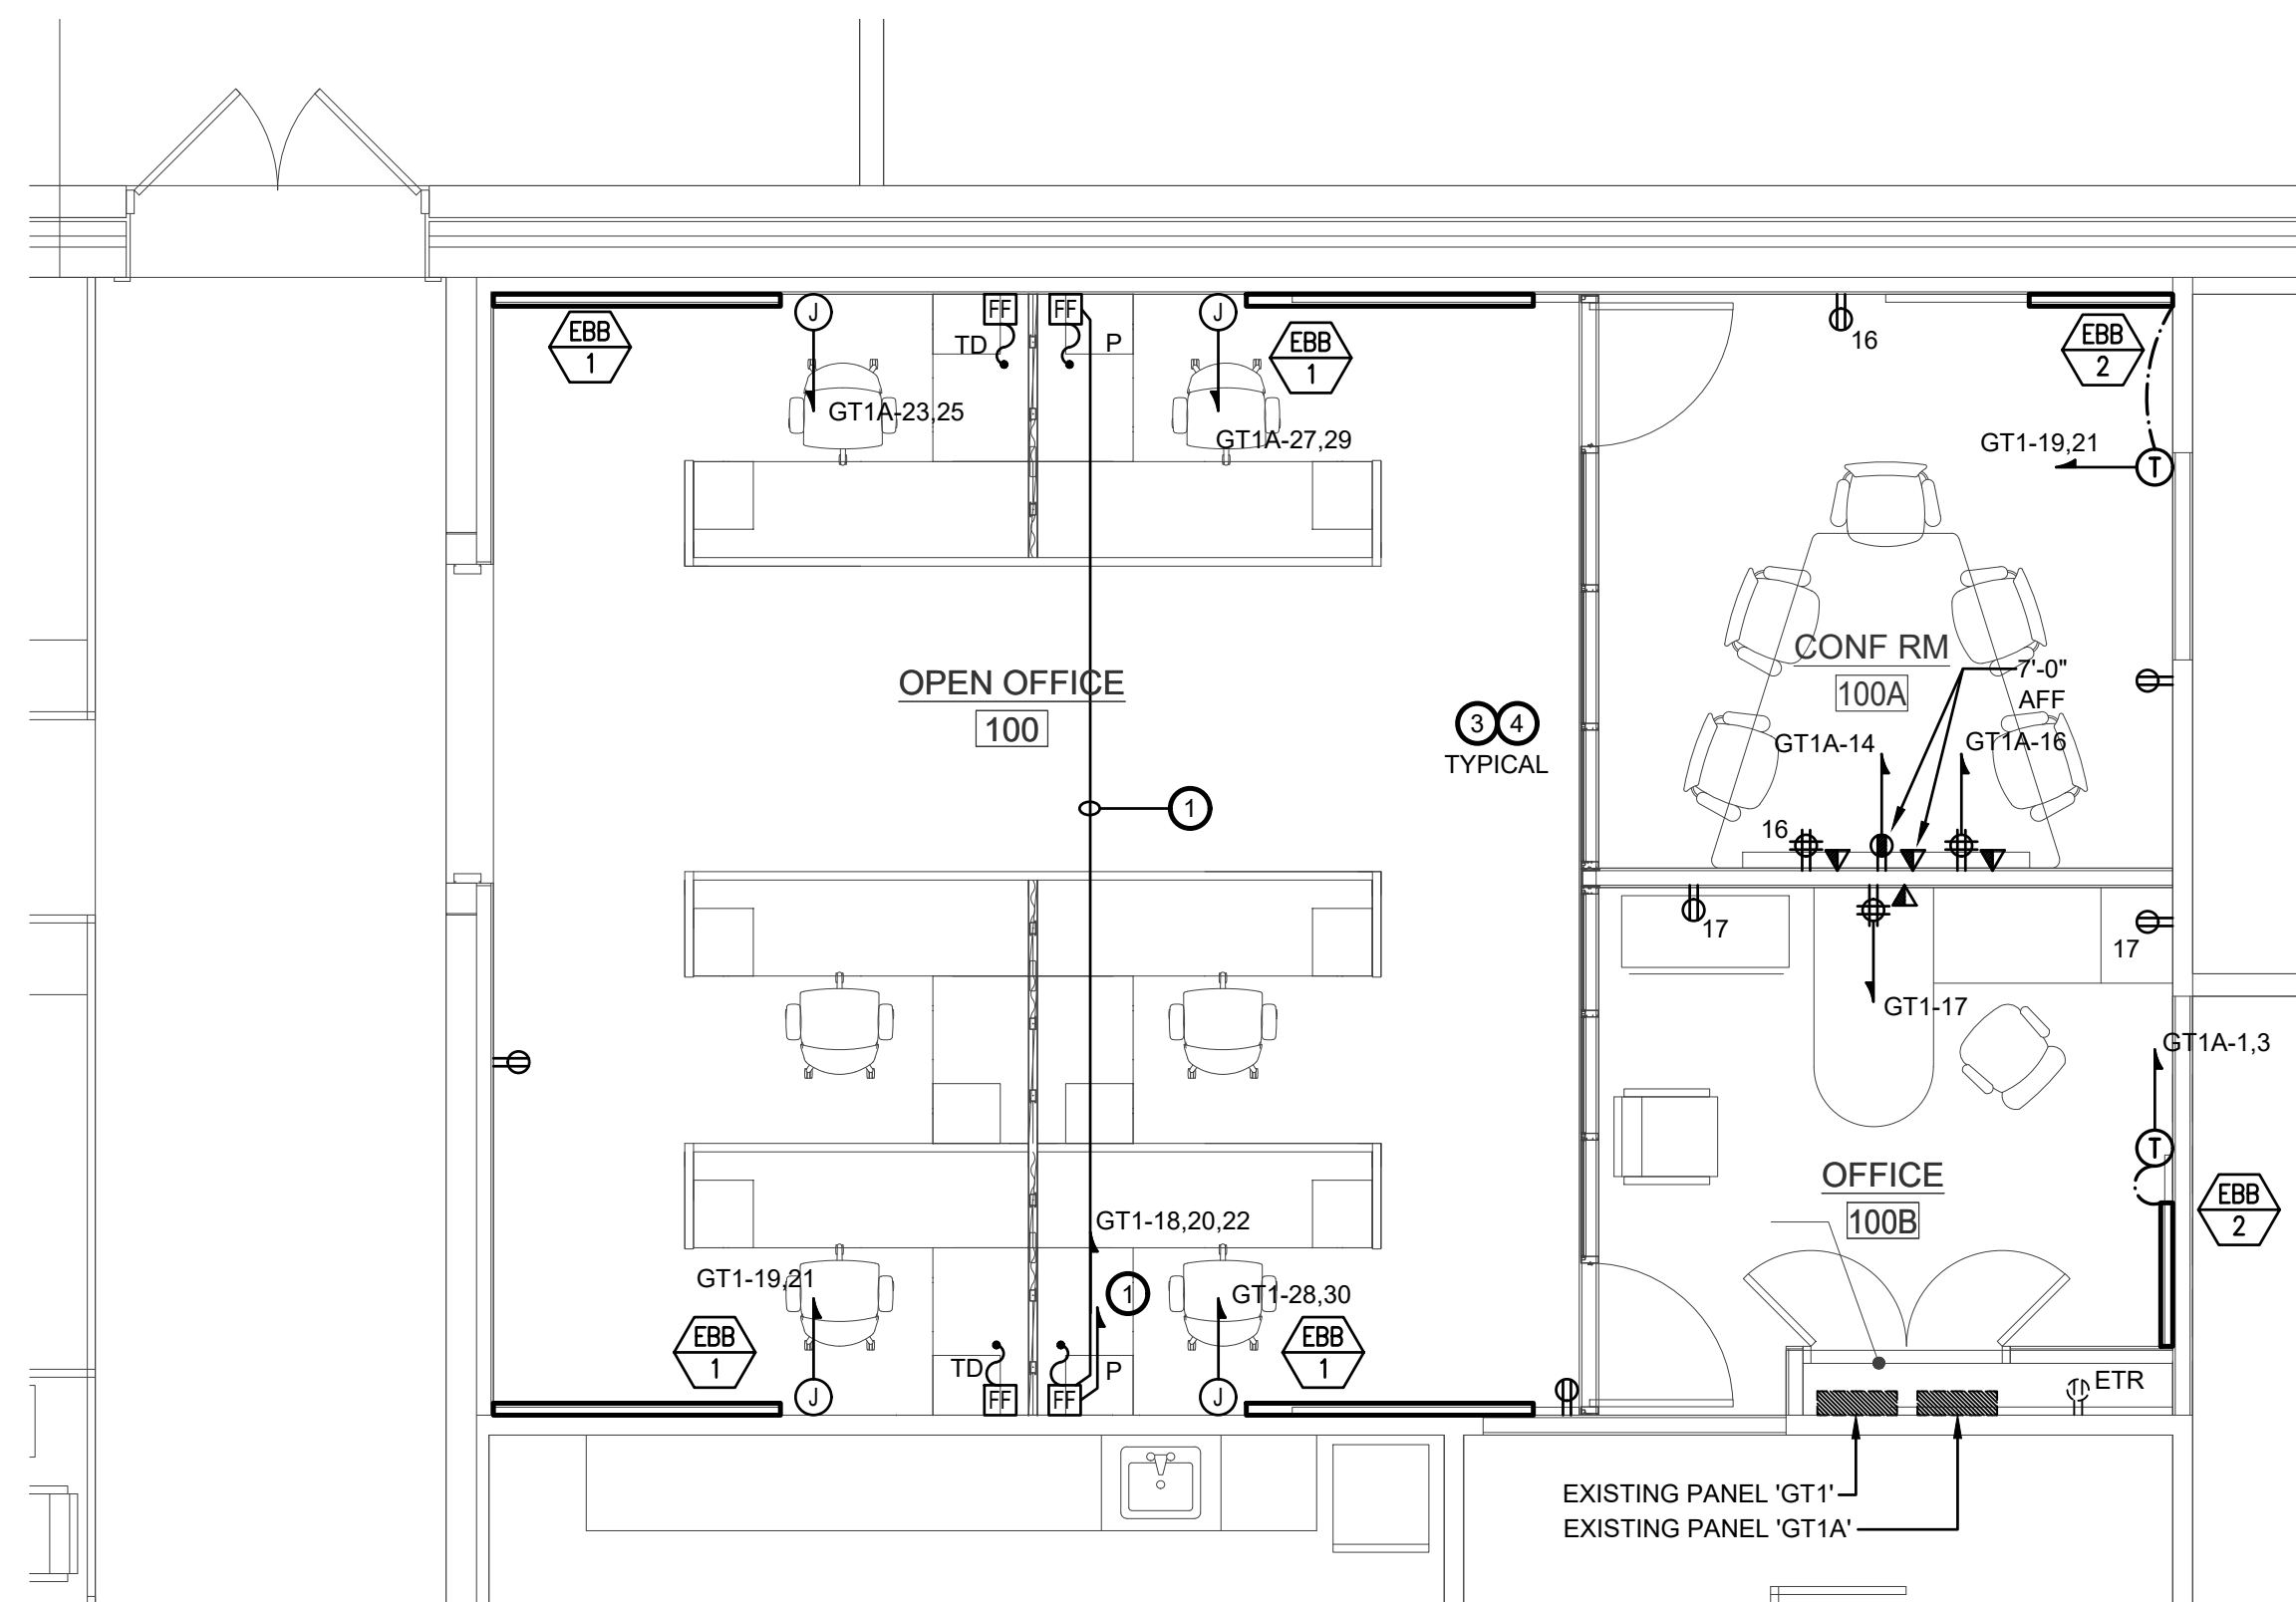 J
FF
FF
J
EBB
1
TD
P
EBB
1
16
EBB
2
GT1A-23,25
GT1A-27,29
GT1-19,21
T
OPEN OFFICE
100
CONF RM
100A
7'-0"
AFF
3 4
TYPICAL
GT1A-14
GT1A-16
1
16
17
17
GT1-17
GT1A-1,3
T
OFFICE
100B
EBB
2
GT1-18,20,22
GT1-19,21
1
GT1-28,30
EBB
1
TD
P
EBB
1
J
FF
FF
J
ETR
EXISTING PANEL 'GT1'
EXISTING PANEL 'GT1A'